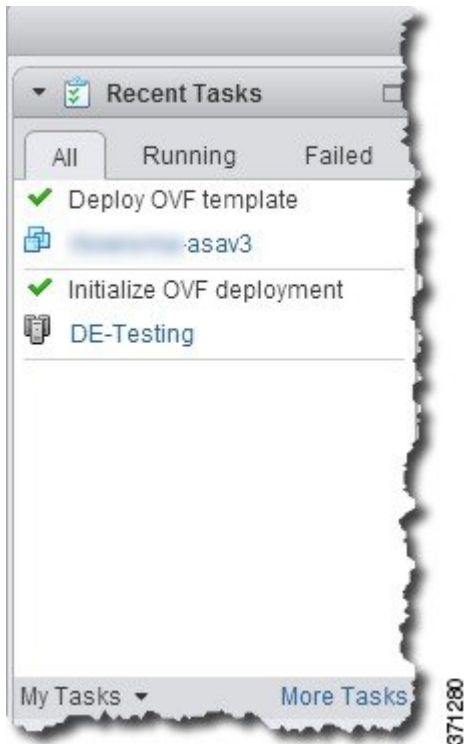 Recent Tasks
All Running Failed
Deploy OVF template
-asav3
Initialize OVF deployment
DE-Testing
My Tasks More Tasks
371280